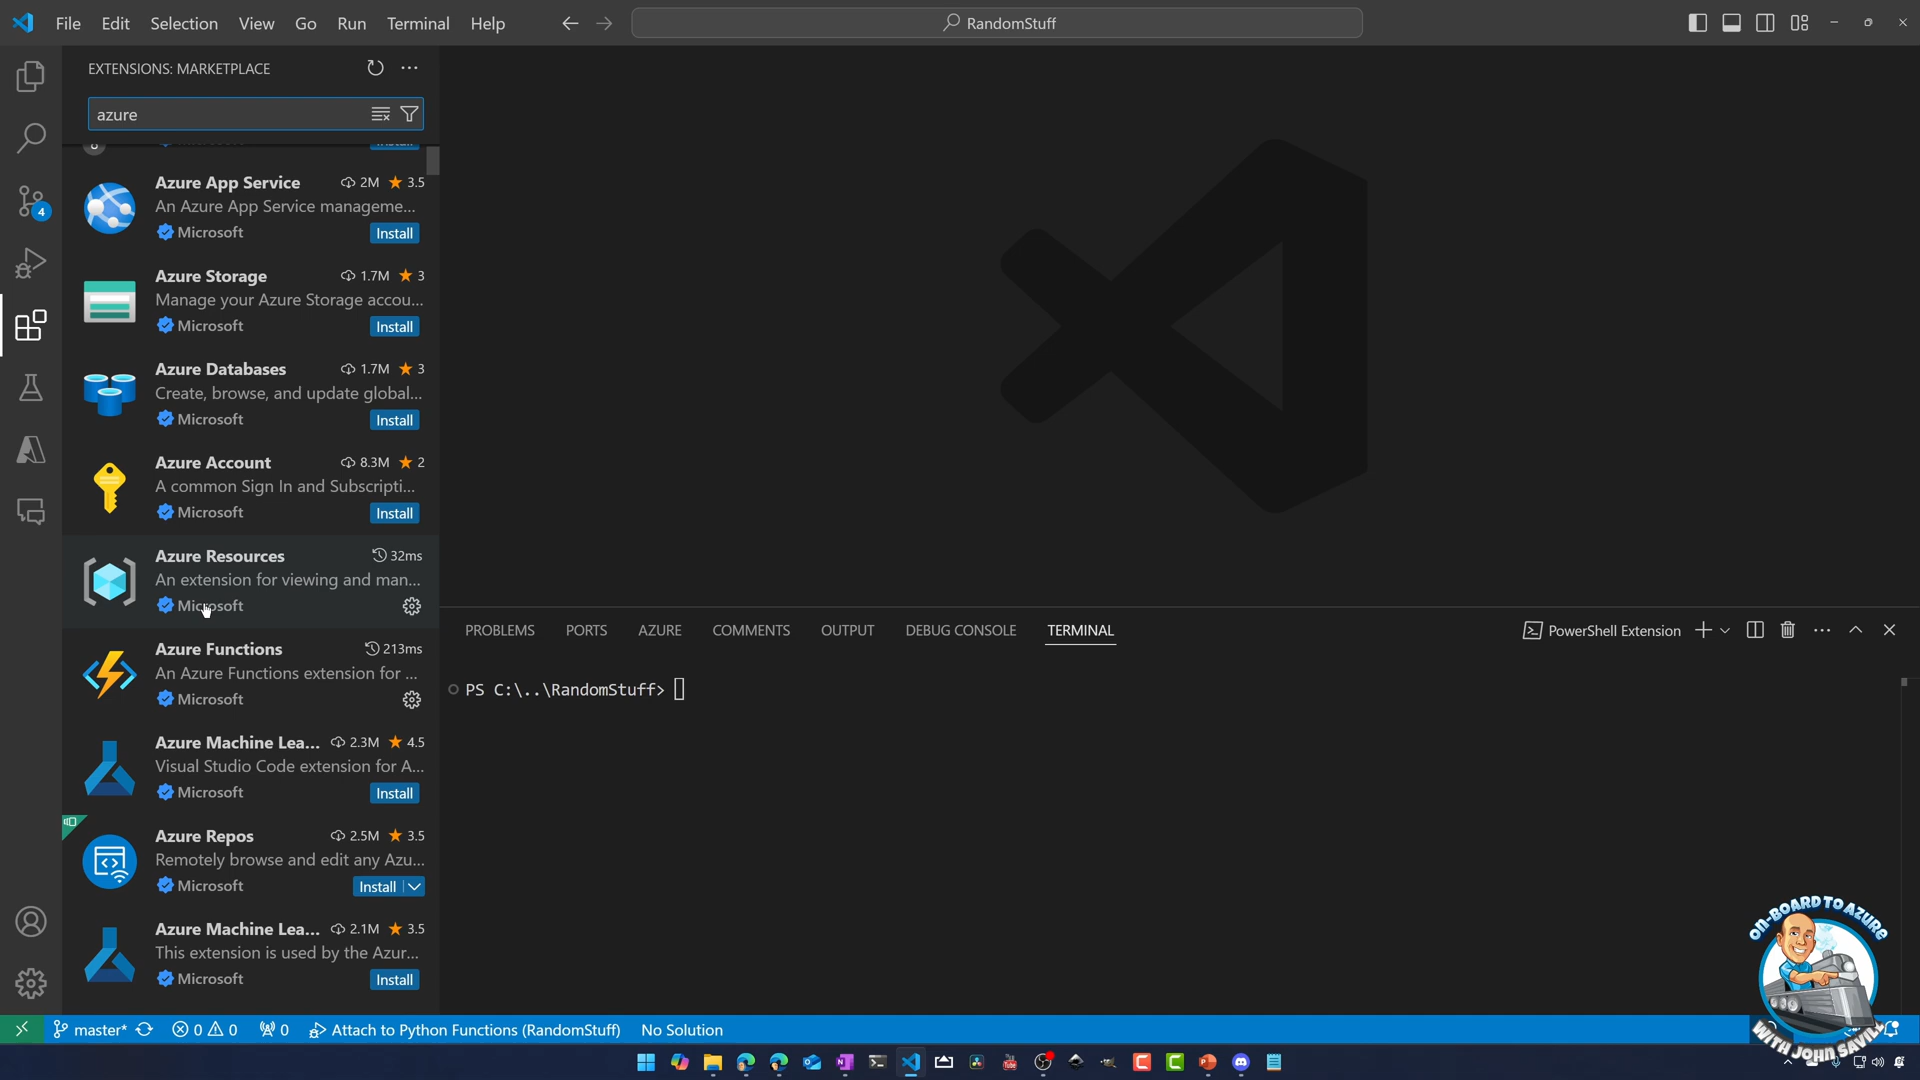 File Edit Selection View Go Run Terminal Help
RandomStuff
EXTENSIONS: MARKETPLACE
azure
Azure App Service 2M 3.5
An Azure App Service manageme...
Microsoft Install
Azure Storage 1.7M 3
Manage your Azure Storage accou...
Microsoft Install
Azure Databases 1.7M 3
Create, browse, and update global...
Microsoft Install
Azure Account 8.3M 2
A common Sign In and Subscripti...
Microsoft Install
Azure Resources 32ms
An extension for viewing and man...
Microsoft
Azure Functions 213ms
An Azure Functions extension for ...
Microsoft
Azure Machine Lea... 2.3M 4.5
Visual Studio Code extension for A...
Microsoft Install
Azure Repos 2.5M 3.5
Remotely browse and edit any Azu...
Microsoft Install
Azure Machine Lea... 2.1M 3.5
This extension is used by the Azur...
Microsoft Install
4
PROBLEMS PORTS AZURE COMMENTS OUTPUT DEBUG CONSOLE TERMINAL
PowerShell Extension
PS C:\..\RandomStuff>
ON-BOARD TO AZURE
WITH JOHN SAVILL
master* 0 0 0 Attach to Python Functions (RandomStuff) No Solution